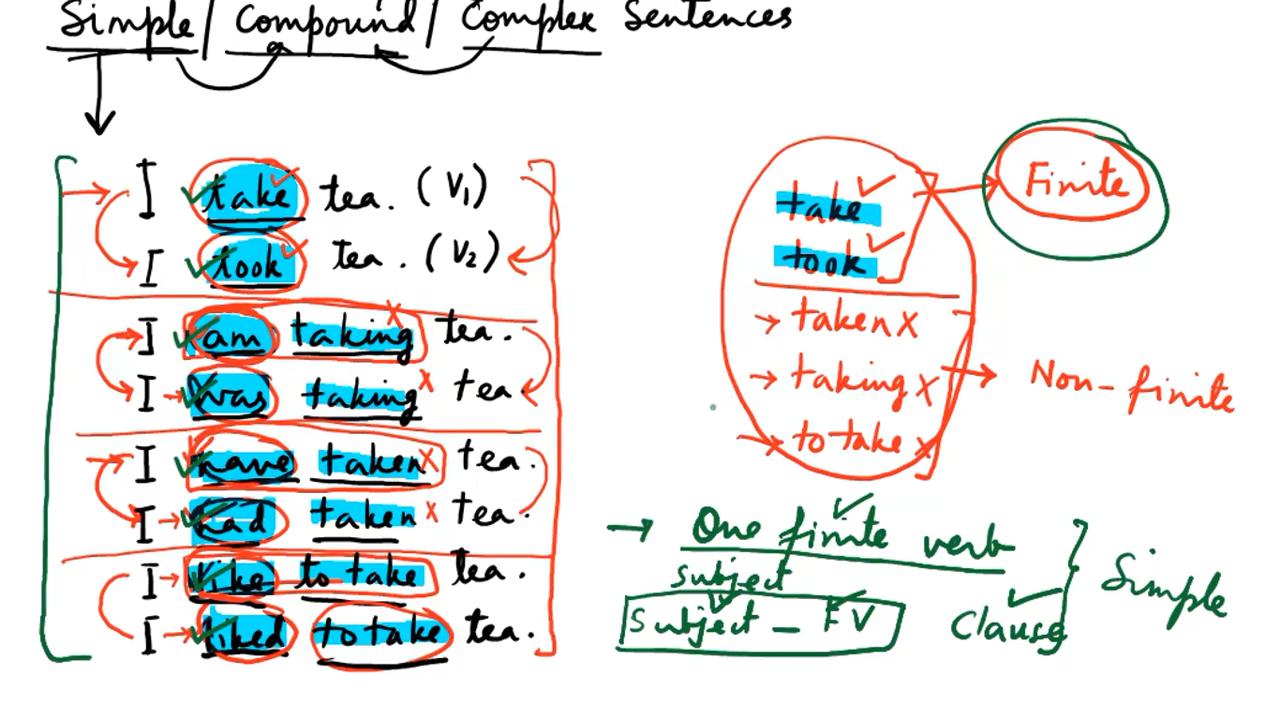 Simple / Compound / Complex Sentences
I take tea. (V1)
I took tea. (V2)
I am taking tea.
I was taking tea.
I have taken tea.
I had taken tea.
I like to take tea.
I liked to take tea.
take
took
taken x
taking x
to take x
Finite
Non-finite
One finite verb
subject
Subject – FV Clause
Simple